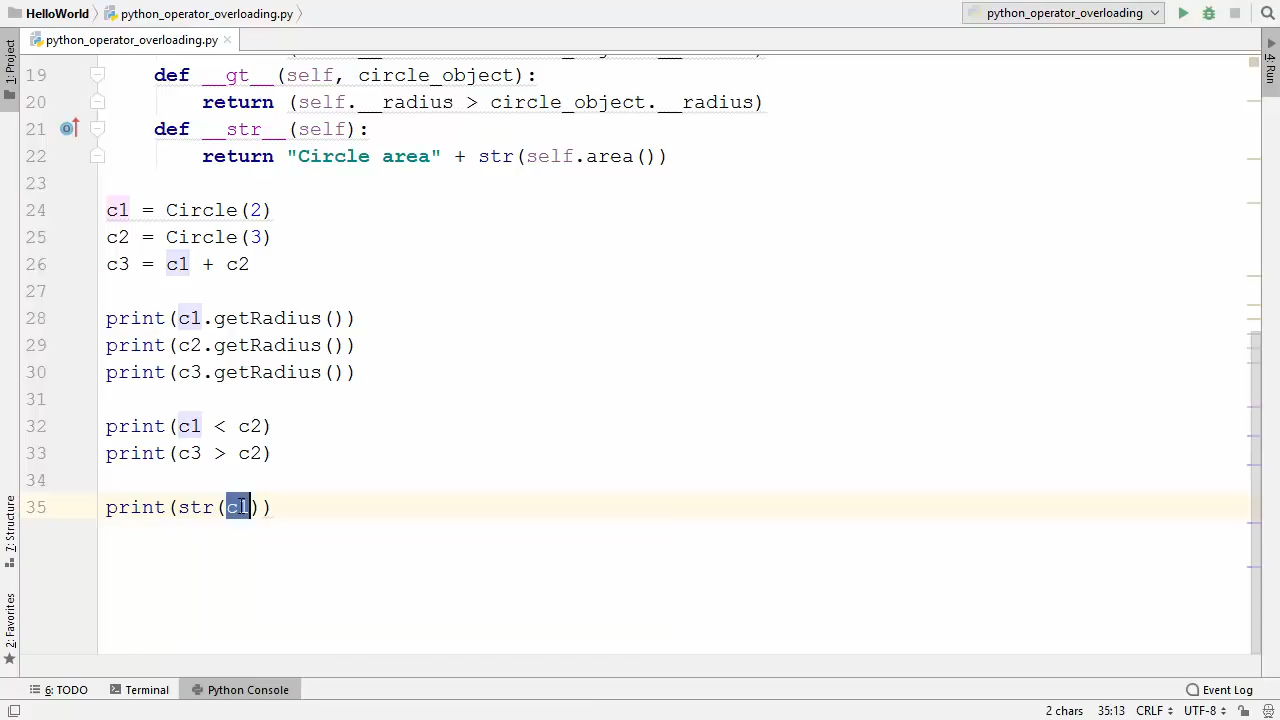 HelloWorld python_operator_overloading.py python_operator_overloading
python_operator_overloading.py
1: Project
4: Run
19 def __gt__(self, circle_object):
20 return (self.__radius > circle_object.__radius)
21 def __str__(self):
22 return "Circle area" + str(self.area())
23
24 c1 = Circle(2)
25 c2 = Circle(3)
26 c3 = c1 + c2
27
28 print(c1.getRadius())
29 print(c2.getRadius())
30 print(c3.getRadius())
31
32 print(c1 < c2)
33 print(c3 > c2)
34
35 print(str(c1))
7: Structure
2: Favorites
6: TODO Terminal Python Console Event Log
2 chars 35:13 CRLF UTF-8